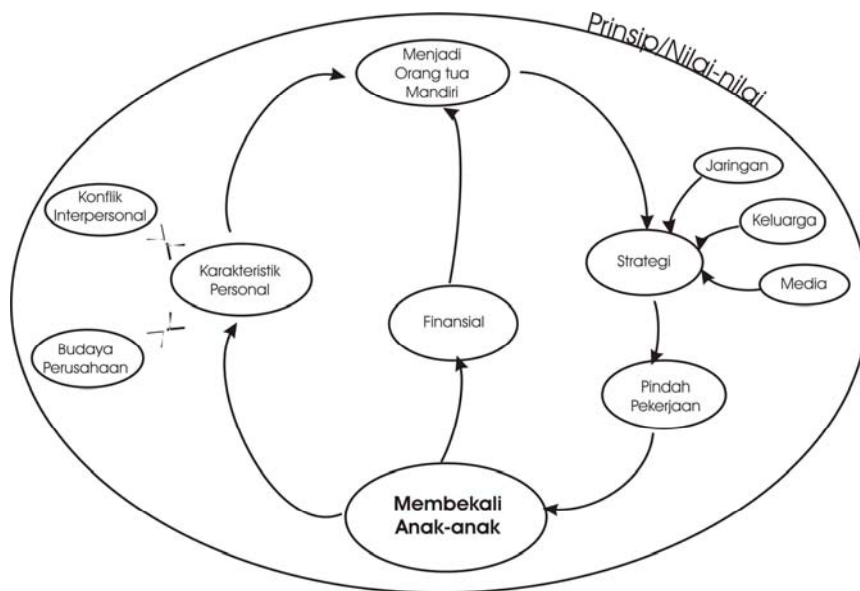 Prinsip/Nilai-nilai
Menjadi
Orang tua
Mandiri
Jaringan
Konflik
Interpersonal
Keluarga
Karakteristik
Personal
Strategi
Media
Finansial
Budaya
Perusahaan
Pindah
Pekerjaan
Membekali
Anak-anak